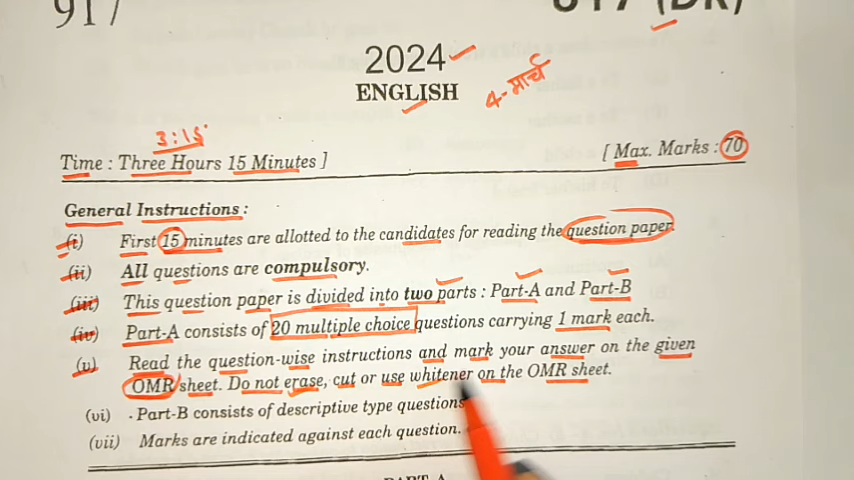 917
817 (DR)
2024
ENGLISH
4-मार्च
3:15
Time : Three Hours 15 Minutes ]
[ Max. Marks : 70
General Instructions :
(i) First 15 minutes are allotted to the candidates for reading the question paper.
(ii) All questions are compulsory.
(iii) This question paper is divided into two parts : Part-A and Part-B
(iv) Part-A consists of 20 multiple choice questions carrying 1 mark each.
(v) Read the question-wise instructions and mark your answer on the given
OMR sheet. Do not erase, cut or use whitener on the OMR sheet.
(vi) Part-B consists of descriptive type questions
(vii) Marks are indicated against each question.